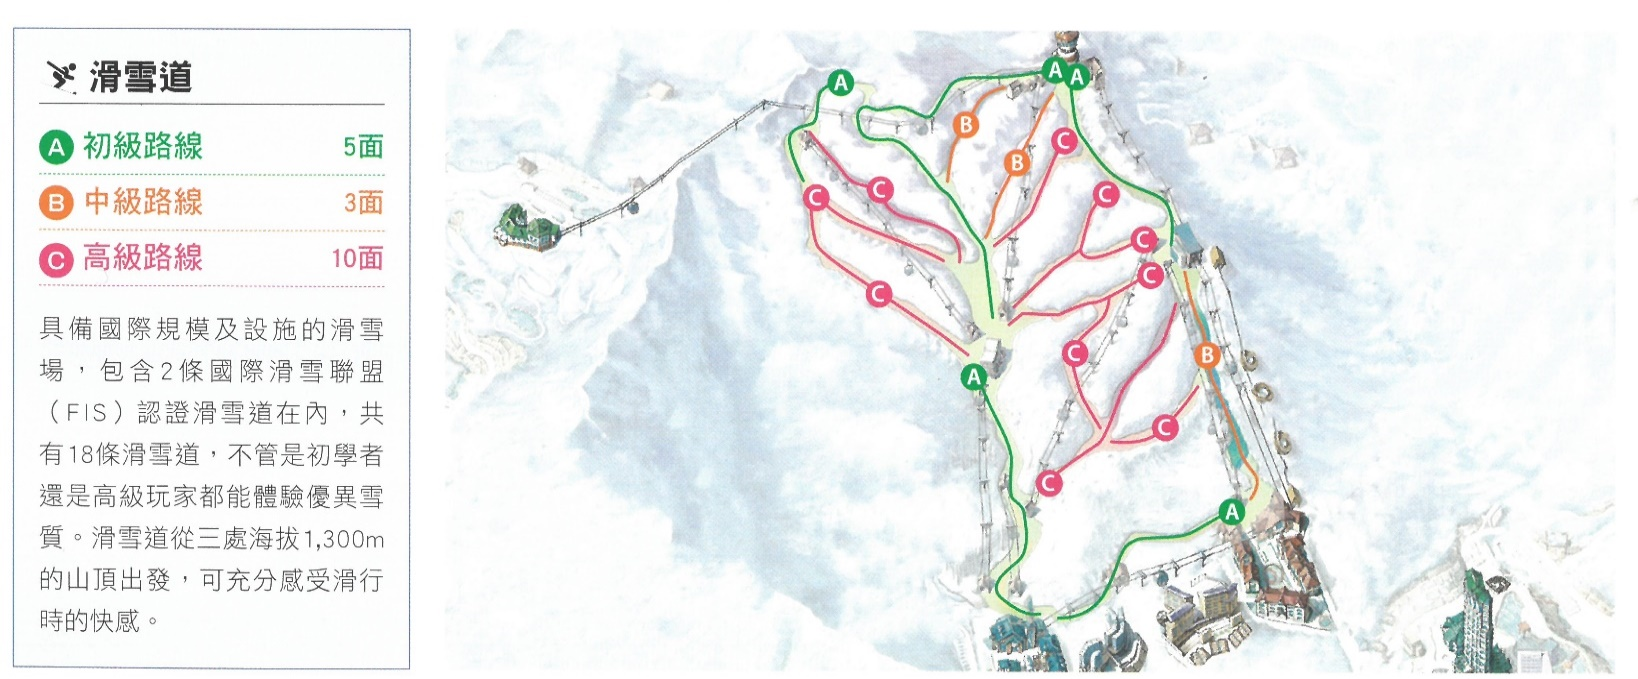 滑雪道
A 初級路線 5面
B 中級路線 3面
C 高級路線 10面
具備國際規模及設施的滑雪
場，包含2條國際滑雪聯盟
（FIS）認證滑雪道在內，共
有18條滑雪道，不管是初學者
還是高級玩家都能體驗優異雪
質。滑雪道從三處海拔1,300m
的山頂出發，可充分感受滑行
時的快感。
A
A
A
B
C
B
C
C
C
C
C
C
C
B
A
C
C
A